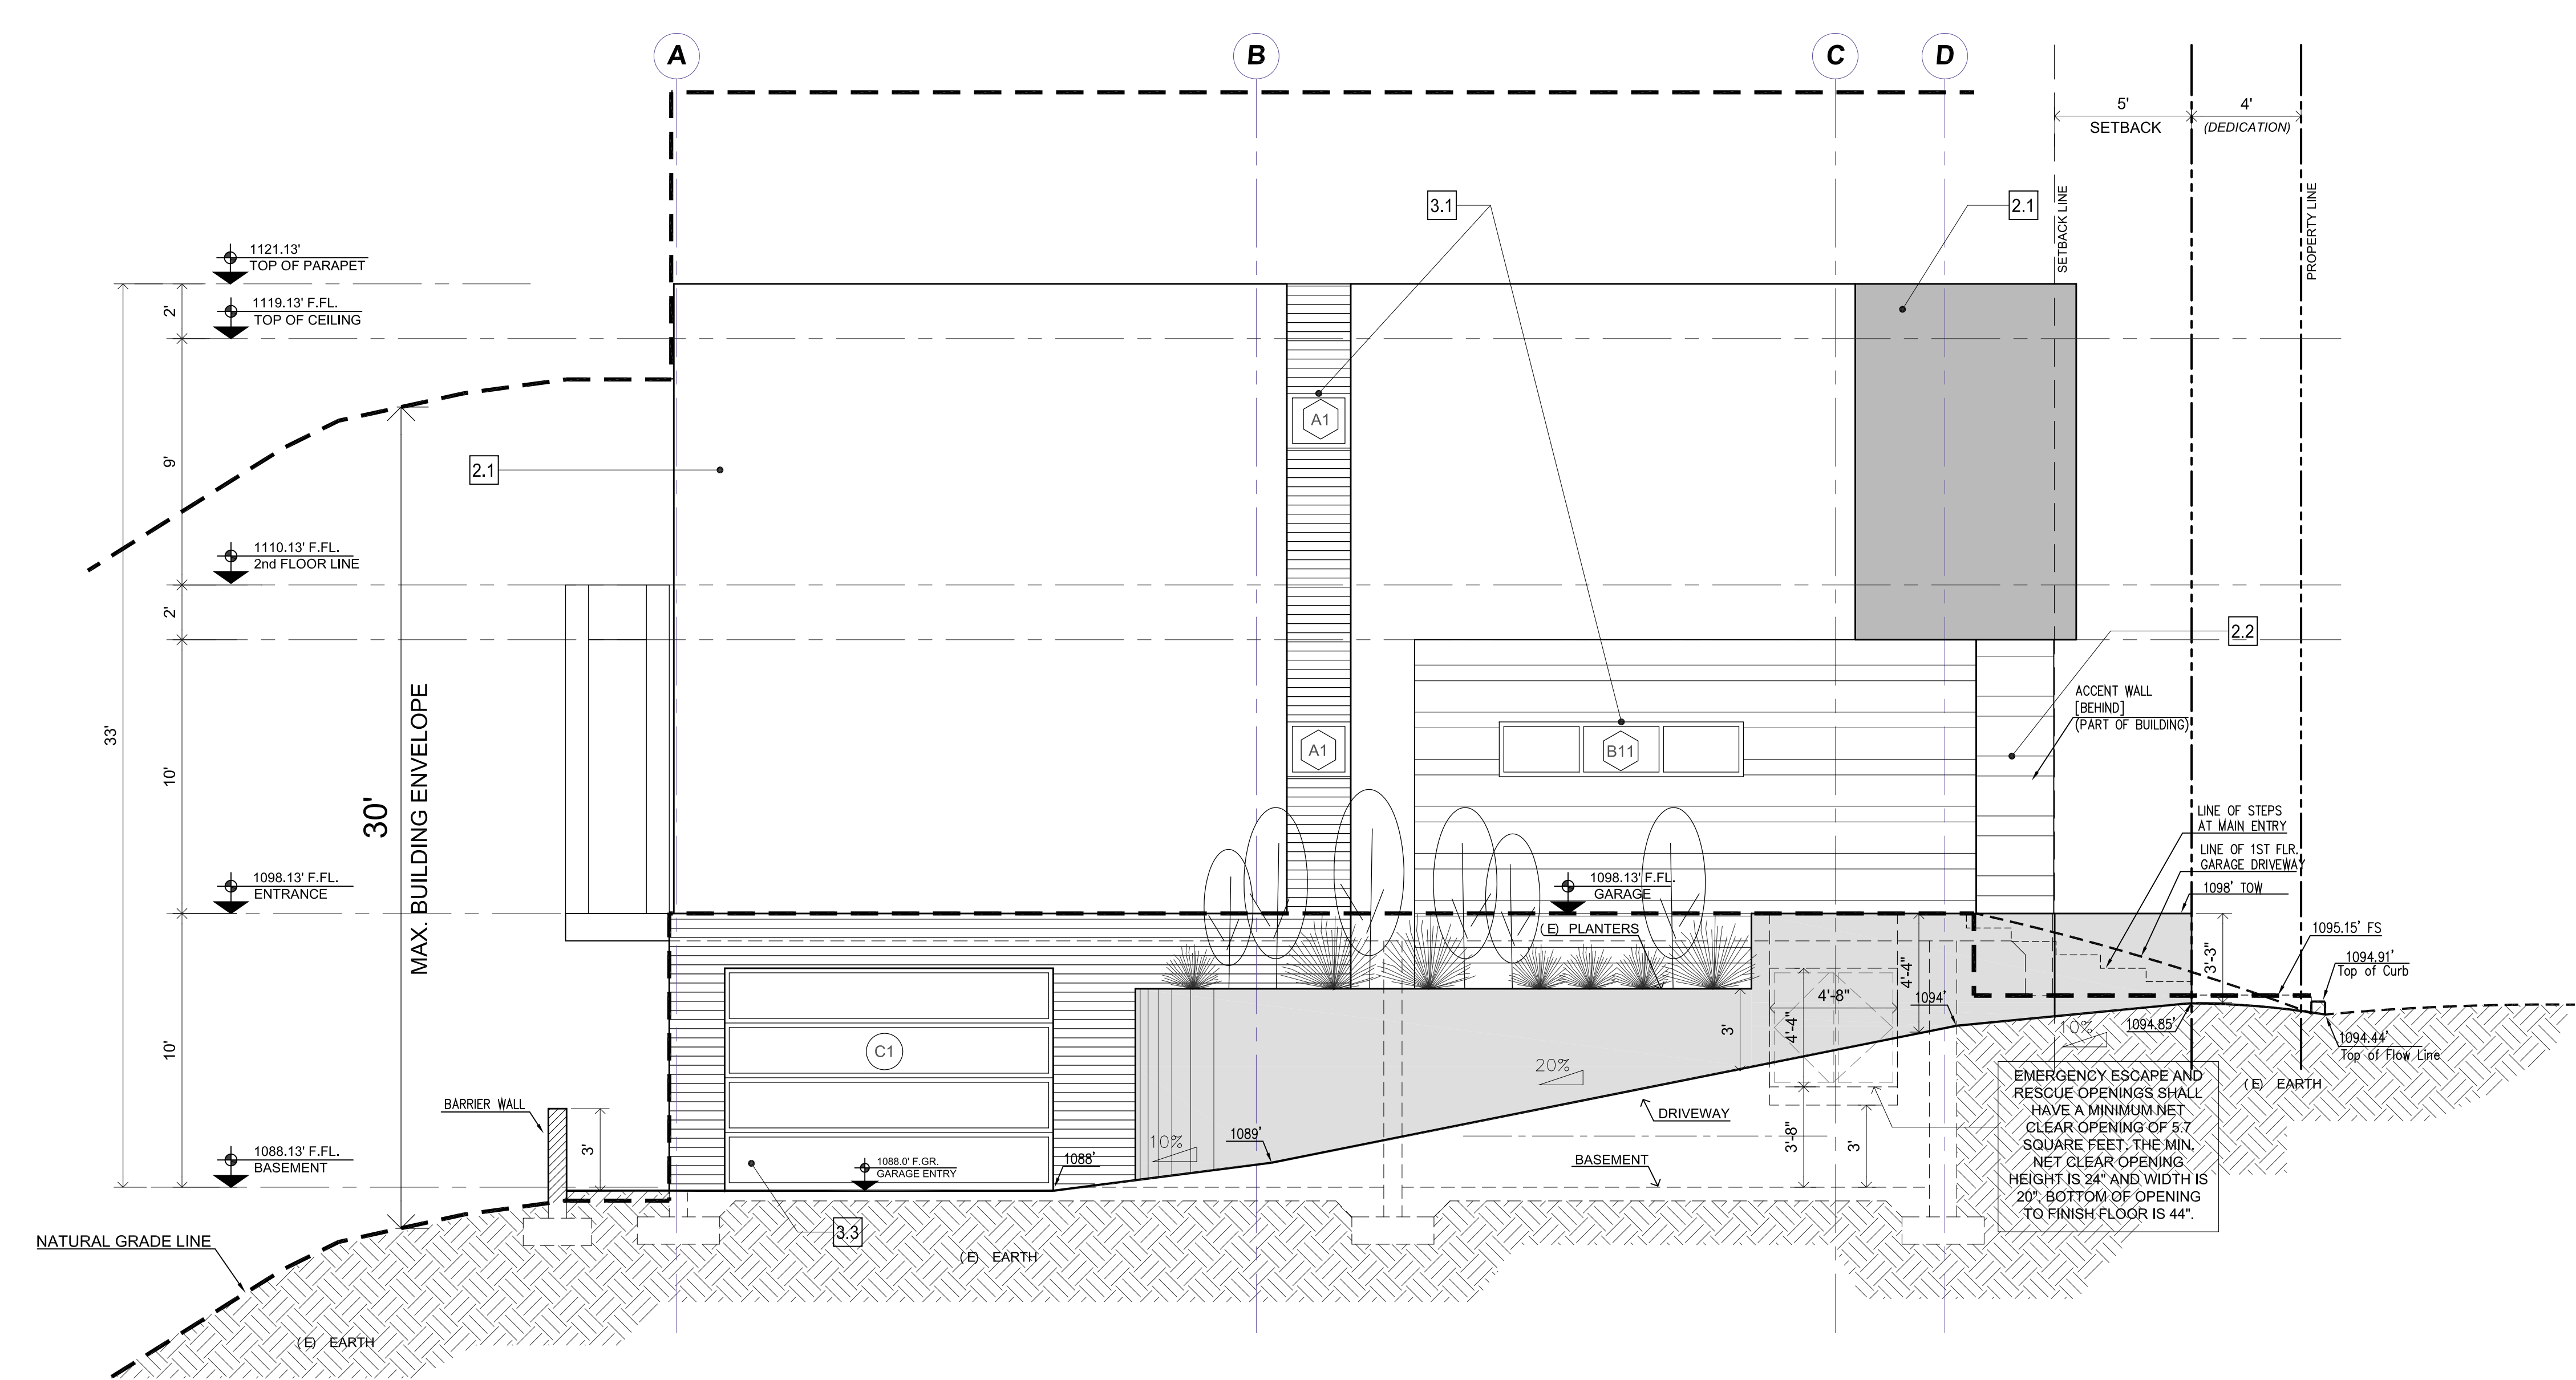 A
B
C
D
5'
SETBACK
4'
(DEDICATION)
SETBACK LINE
PROPERTY LINE
3.1
2.1
1121.13'
TOP OF PARAPET
1119.13' F.FL.
TOP OF CEILING
2'
A1
9'
2.1
1110.13' F.FL.
2nd FLOOR LINE
2'
2.2
ACCENT WALL
[BEHIND]
(PART OF BUILDING)
33'
10'
30'
MAX. BUILDING ENVELOPE
A1
B11
LINE OF STEPS
AT MAIN ENTRY
LINE OF 1ST FLR.
GARAGE DRIVEWAY
1098' TOW
1098.13' F.FL.
ENTRANCE
1098.13' F.FL.
GARAGE
(E) PLANTERS
1095.15' FS
1094.91'
Top of Curb
3'-3"
4'-4"
4'-8"
1094'
4'-4"
3'
1094.85'
10%
1094.44'
Top of Flow Line
10'
C1
20%
(E) EARTH
BARRIER WALL
3'
DRIVEWAY
1089'
10%
3'-8"
3'
1088.13' F.FL.
BASEMENT
1088.0' F.GR.
GARAGE ENTRY
1088'
BASEMENT
EMERGENCY ESCAPE AND
RESCUE OPENINGS SHALL
HAVE A MINIMUM NET
CLEAR OPENING OF 5.7
SQUARE FEET. THE MIN.
NET CLEAR OPENING
HEIGHT IS 24" AND WIDTH IS
20". BOTTOM OF OPENING
TO FINISH FLOOR IS 44".
3.3
NATURAL GRADE LINE
(E) EARTH
(E) EARTH